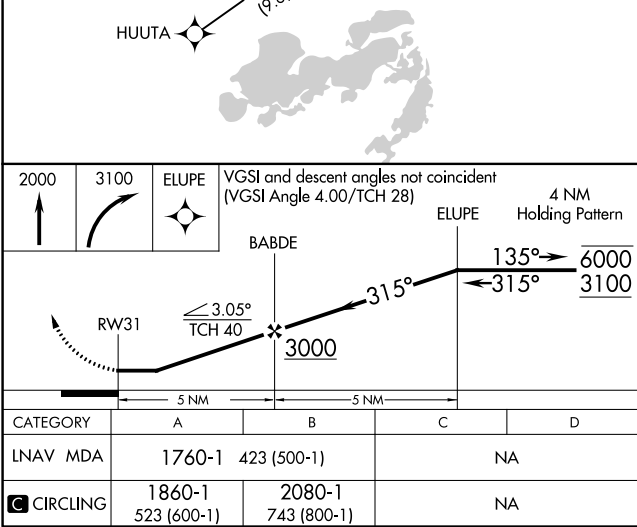 (9.
HUUTA
2000
3100
ELUPE
VGSI and descent angles not coincident
(VGSI Angle 4.00/TCH 28)
4 NM
Holding Pattern
ELUPE
BABDE
135°
6000
315°
3100
315°
3.05°
TCH 40
RW31
3000
5 NM
5 NM
CATEGORY A B C D
LNAV MDA 1760-1 423 (500-1) NA
C CIRCLING 1860-1 2080-1 NA
523 (600-1) 743 (800-1)